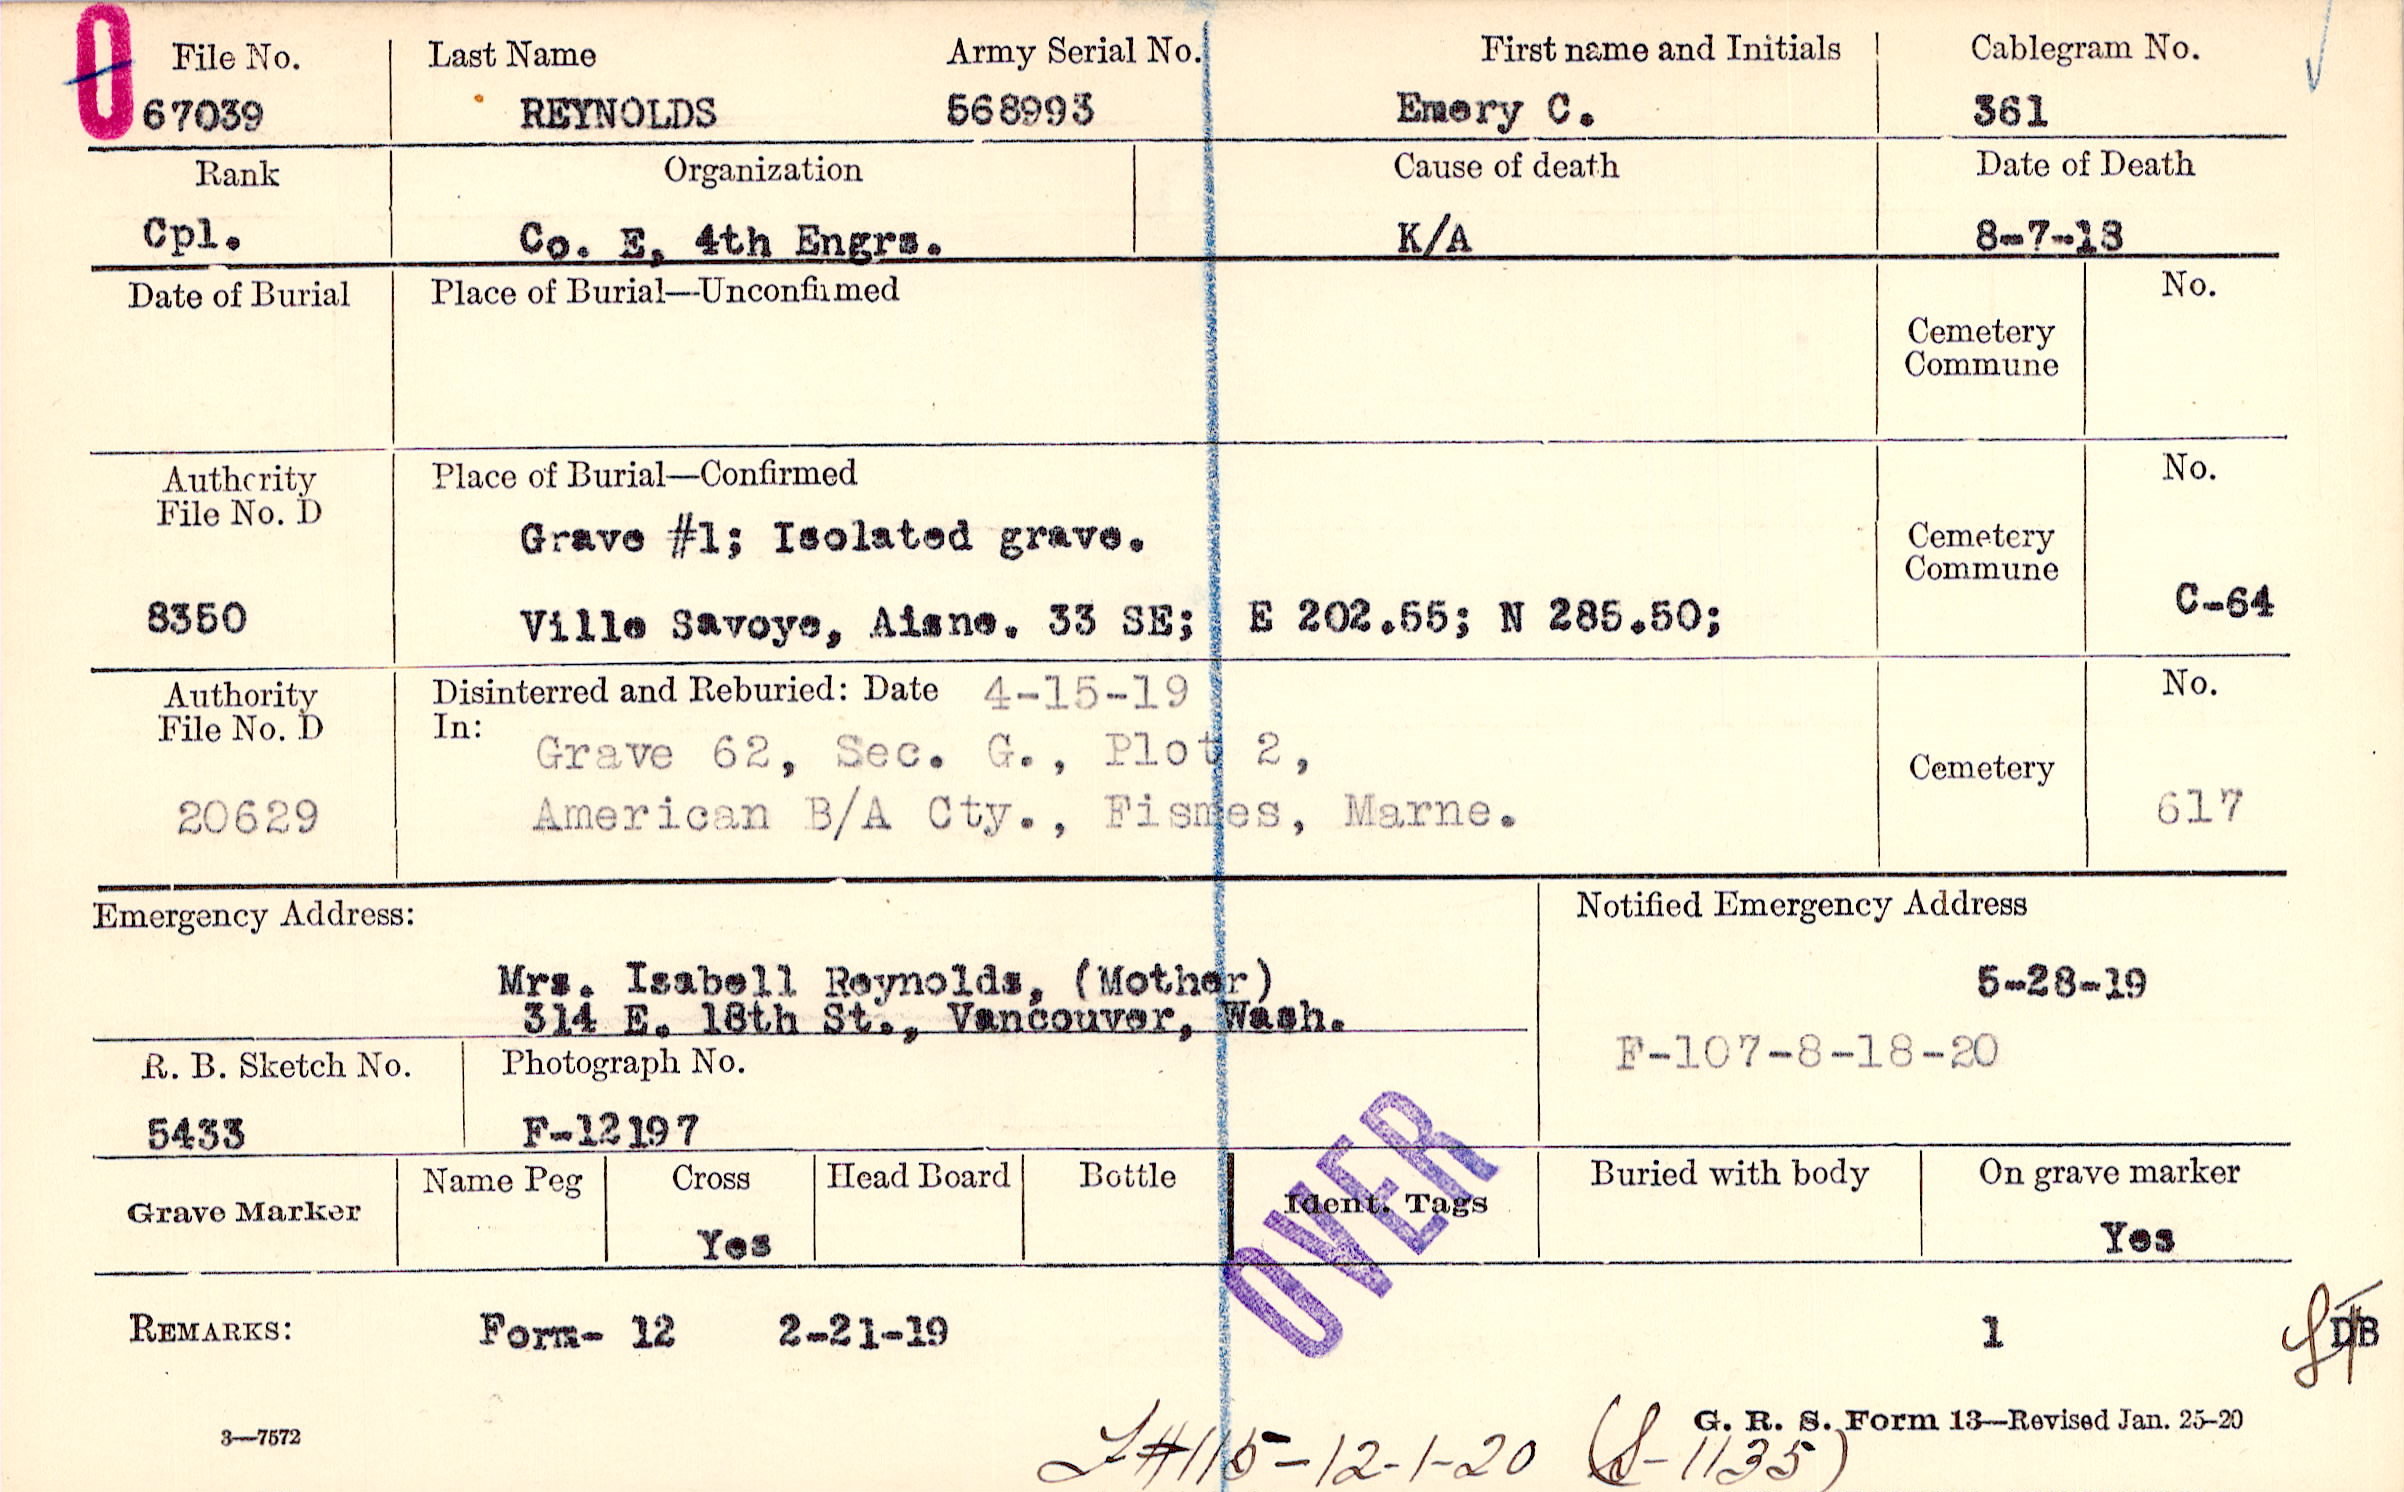 0
File No. Last Name Army Serial No. First name and Initials Cablegram No.
67039 REYNOLDS 568993 Emery C. 361
Rank Organization Cause of death Date of Death
Cpl. Co. E, 4th Engrs. K/A 8-7-18
Date of Burial Place of Burial—Unconfirmed No.
Cemetery
Commune
Authority Place of Burial—Confirmed No.
File No. D
Grave #1; Isolated grave. Cemetery
Commune
8350 Ville Savoye, Aisne. 33 SE; E 202.55; N 285.50; C-64
Authority Disinterred and Reburied: Date 4-15-19 No.
File No. D In:
Grave 62, Sec. G., Plot 2, Cemetery
20629 American B/A Cty., Fismes, Marne. 617
Emergency Address: Notified Emergency Address
Mrs. Isabell Reynolds, (Mother) 5-28-19
314 E. 18th St., Vancouver, Wash.
F-107-8-18-20
R. B. Sketch No. Photograph No.
5433 F-12197
OVER
Grave Marker Name Peg Cross Head Board Bottle Ident. Tags Buried with body On grave marker
Yes Yes
REMARKS: Form- 12 2-21-19 1 DB
3—7572 G. R. S. Form 13—Revised Jan. 25-20
#115-12-1-20 (S-1135)